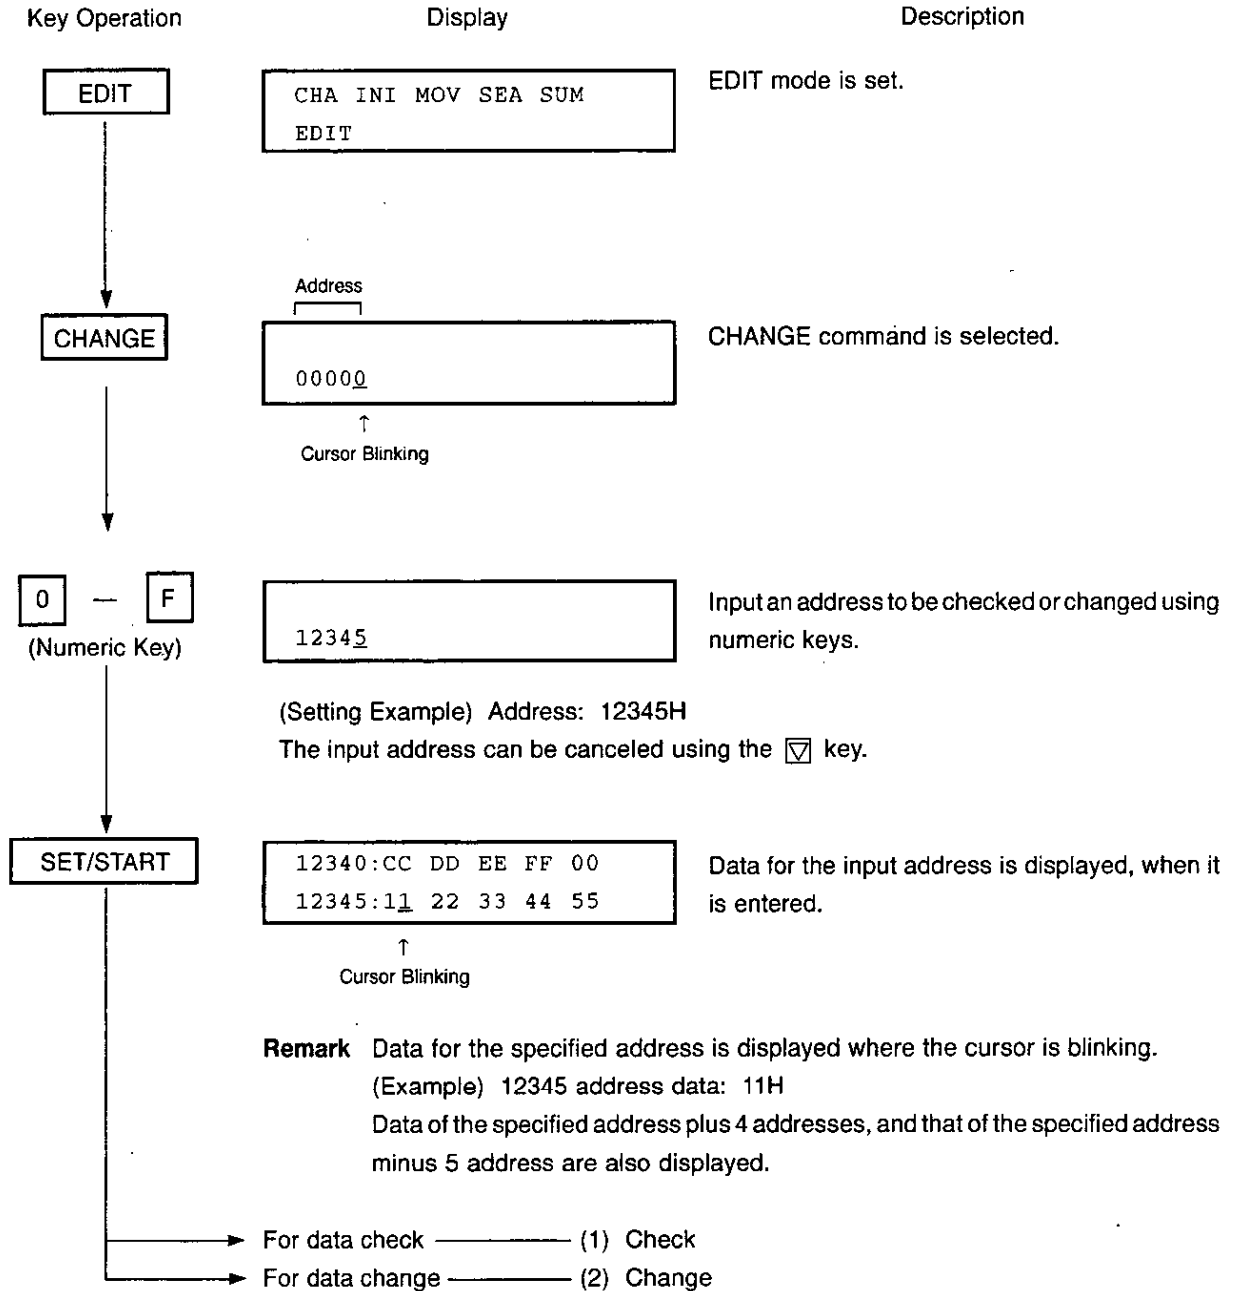 Key Operation Display Description
EDIT
CHA INI MOV SEA SUM
EDIT
EDIT mode is set.
Address
CHANGE
00000
CHANGE command is selected.
↑
Cursor Blinking
0 — F
(Numeric Key)
12345
Input an address to be checked or changed using
numeric keys.
(Setting Example) Address: 12345H
The input address can be canceled using the ▽ key.
SET/START
12340:CC DD EE FF 00
12345:11 22 33 44 55
Data for the input address is displayed, when it
is entered.
↑
Cursor Blinking
Remark Data for the specified address is displayed where the cursor is blinking.
(Example) 12345 address data: 11H
Data of the specified address plus 4 addresses, and that of the specified address
minus 5 address are also displayed.
For data check (1) Check
For data change (2) Change